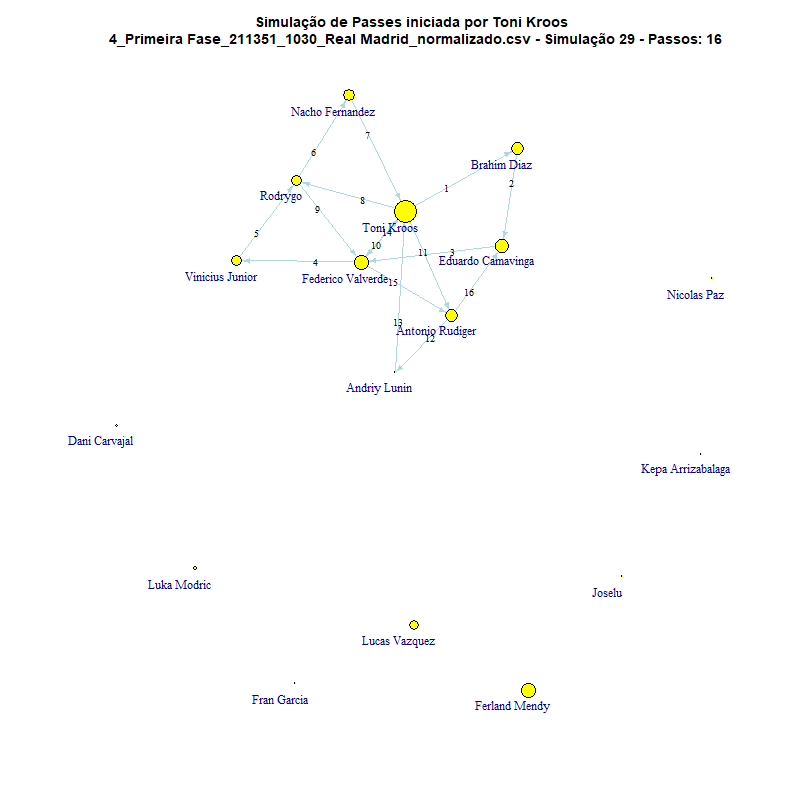 Simulação de Passes iniciada por Toni Kroos
4_Primeira Fase_211351_1030_Real Madrid_normalizado.csv - Simulação 29 - Passos: 16
Nacho Fernandez
7
6
Brahim Diaz
1
2
Rodrygo
8
9
Toni Kroos
14
5
10
11
3
Eduardo Camavinga
4
Vinicius Junior
Federico Valverde
15
16
Nicolas Paz
13
Antonio Rudiger
12
Andriy Lunin
Dani Carvajal
Kepa Arrizabalaga
Luka Modric
Joselu
Lucas Vazquez
Fran Garcia
Ferland Mendy